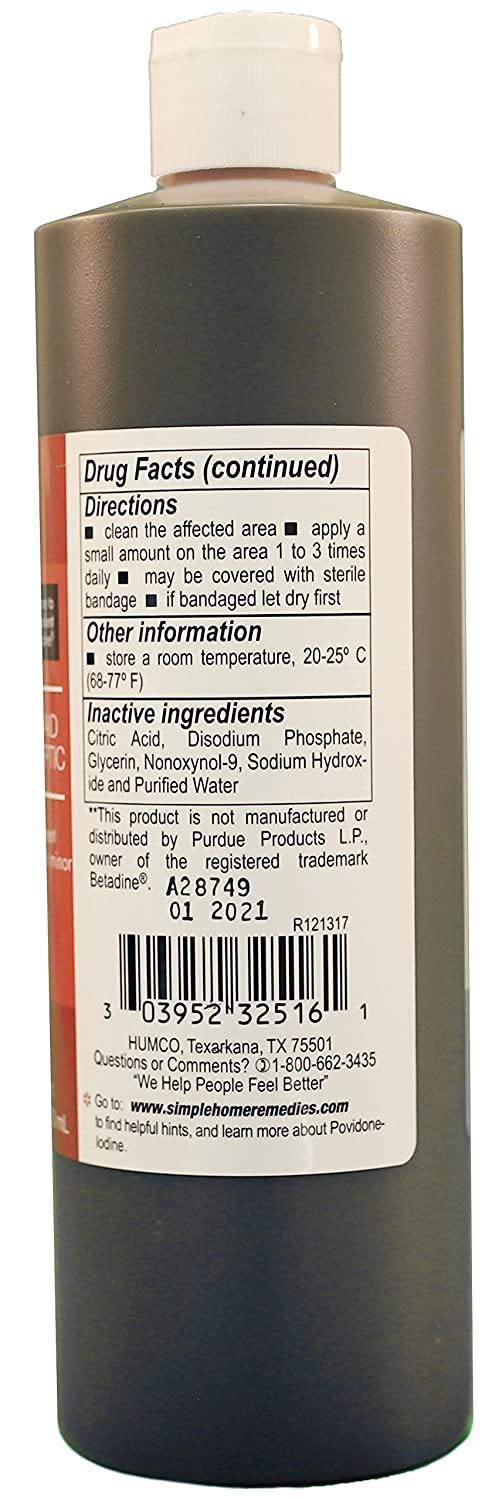 Drug Facts (continued)
Directions
■ clean the affected area ■ apply a
small amount on the area 1 to 3 times
daily ■ may be covered with sterile
bandage ■ if bandaged let dry first
Other information
■ store a room temperature, 20-25º C
(68-77º F)
Inactive ingredients
Citric Acid, Disodium Phosphate,
Glycerin, Nonoxynol-9, Sodium Hydrox-
ide and Purified Water
**This product is not manufactured or
distributed by Purdue Products L.P.,
owner of the registered trademark
Betadine®. A28749
01 2021
R121317
3 03952 32516 1
HUMCO, Texarkana, TX 75501
Questions or Comments? 1-800-662-3435
"We Help People Feel Better"
Go to: www.simplehomeremedies.com
to find helpful hints, and learn more about Povidone-
Iodine.
minor
mL